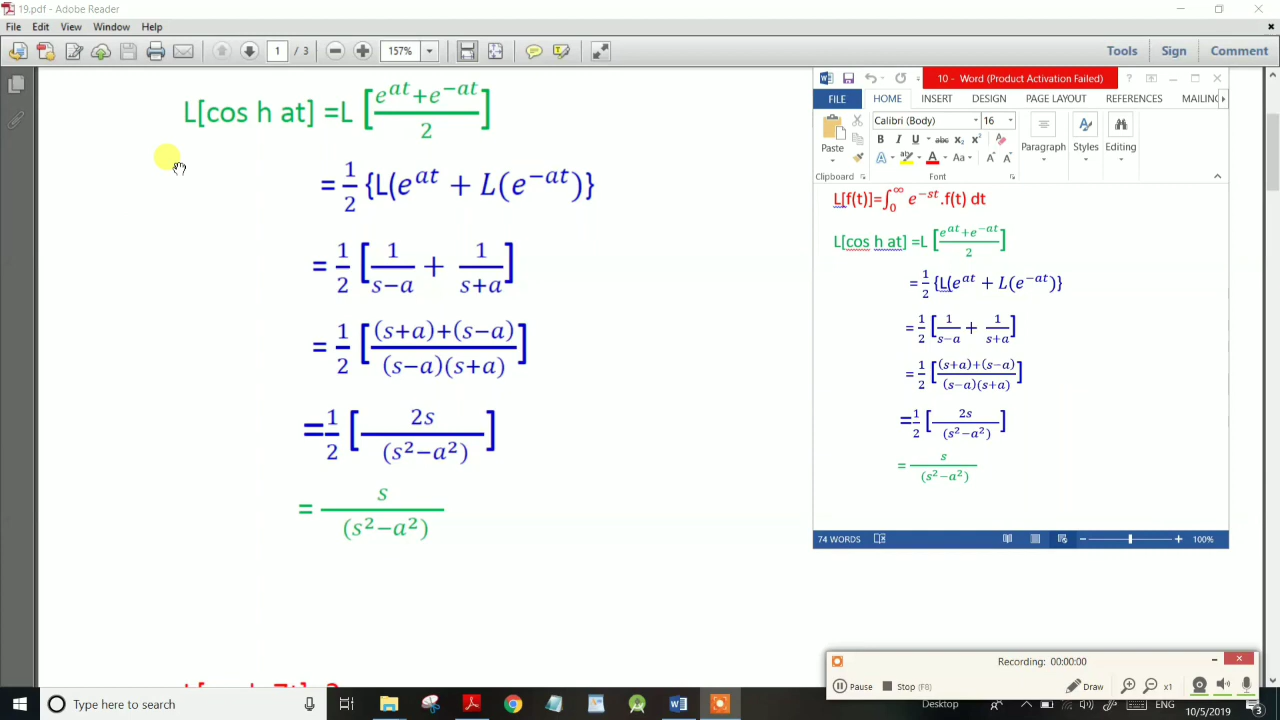 19.pdf - Adobe Reader
File Edit View Window Help
1 / 3 157% Tools Sign Comment
L[cos h at] =L [(e^{at}+e^{−at})/2]
= 1/2 {L(e^{at} + L(e^{−at})}
= 1/2 [1/(s−a) + 1/(s+a)]
= 1/2 [((s+a)+(s−a))/((s−a)(s+a))]
=1/2 [2s/(s²−a²)]
= s/(s²−a²)
10 - Word (Product Activation Failed)
FILE HOME INSERT DESIGN PAGE LAYOUT REFERENCES MAILING
Calibri (Body) 16
Paste B I U abc x₂ x² Paragraph Styles Editing
A A Aa A A
Clipboard Font
L[f(t)]=∫₀^∞ e^{−st}.f(t) dt
L[cos h at] =L [(e^{at}+e^{−at})/2]
= 1/2 {L(e^{at} + L(e^{−at})}
= 1/2 [1/(s−a) + 1/(s+a)]
= 1/2 [((s+a)+(s−a))/((s−a)(s+a))]
=1/2 [2s/(s²−a²)]
= s/(s²−a²)
74 WORDS 100%
Recording: 00:00:00
Pause Stop (F8) Draw x1
Type here to search Desktop ENG 10/5/2019 3